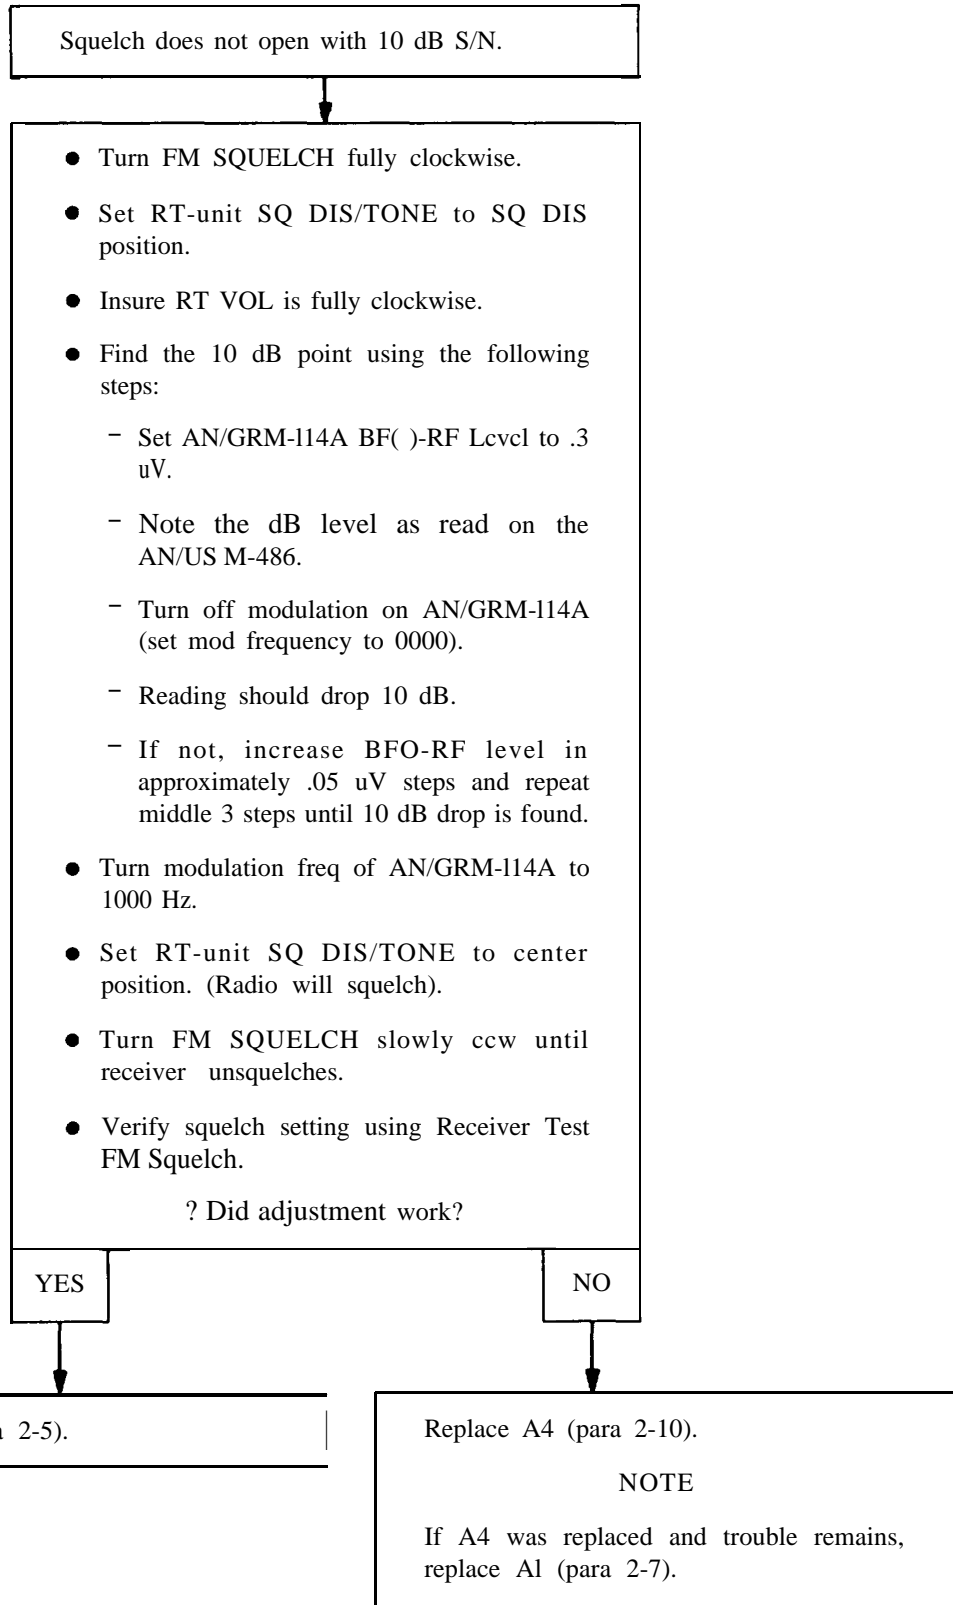 Squelch does not open with 10 dB S/N.
● Turn FM SQUELCH fully clockwise.
● Set RT-unit SQ DIS/TONE to SQ DIS
position.
● Insure RT VOL is fully clockwise.
● Find the 10 dB point using the following
steps:
– Set AN/GRM-l14A BF( )-RF Lcvcl to .3
uV.
– Note the dB level as read on the
AN/US M-486.
– Turn off modulation on AN/GRM-l14A
(set mod frequency to 0000).
– Reading should drop 10 dB.
– If not, increase BFO-RF level in
approximately .05 uV steps and repeat
middle 3 steps until 10 dB drop is found.
● Turn modulation freq of AN/GRM-l14A to
1000 Hz.
● Set RT-unit SQ DIS/TONE to center
position. (Radio will squelch).
● Turn FM SQUELCH slowly ccw until
receiver unsquelches.
● Verify squelch setting using Receiver Test
FM Squelch.
? Did adjustment work?
YES
NO
2-5).
Replace A4 (para 2-10).
NOTE
If A4 was replaced and trouble remains,
replace Al (para 2-7).